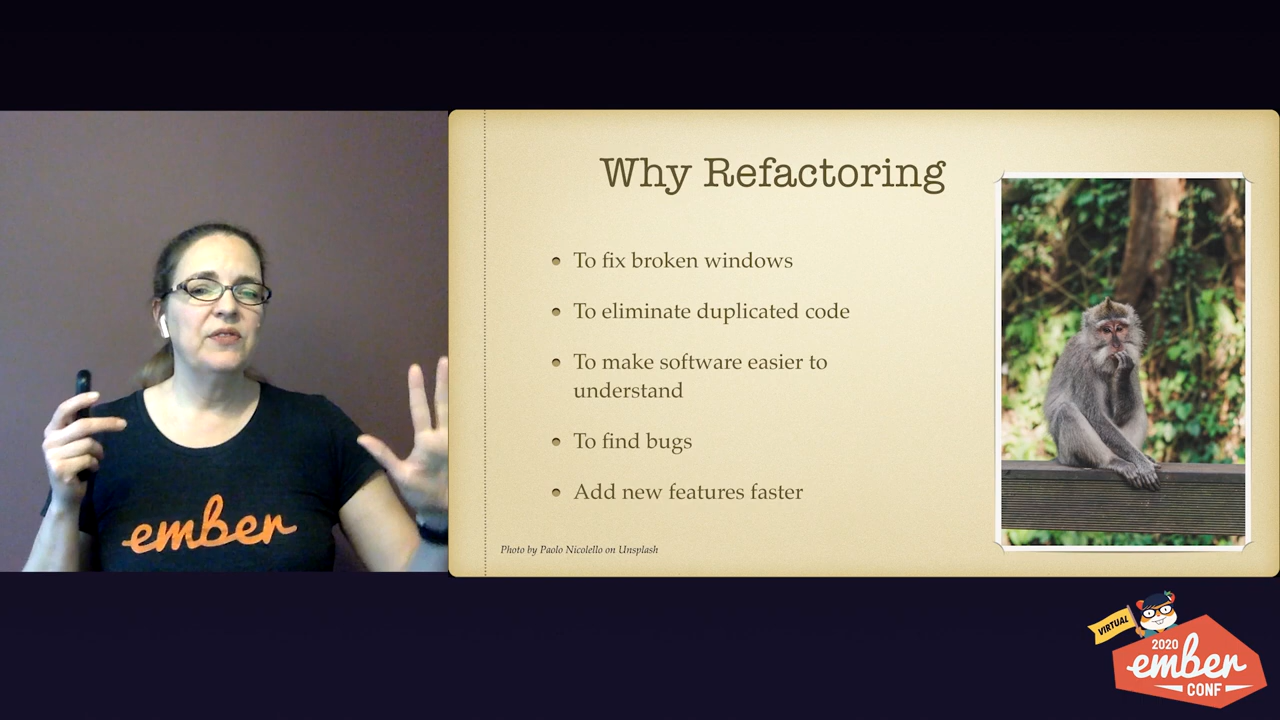 Why Refactoring
To fix broken windows
To eliminate duplicated code
To make software easier to
understand
To find bugs
Add new features faster
Photo by Paolo Nicolello on Unsplash
ember
VIRTUAL
2020
ember
CONF